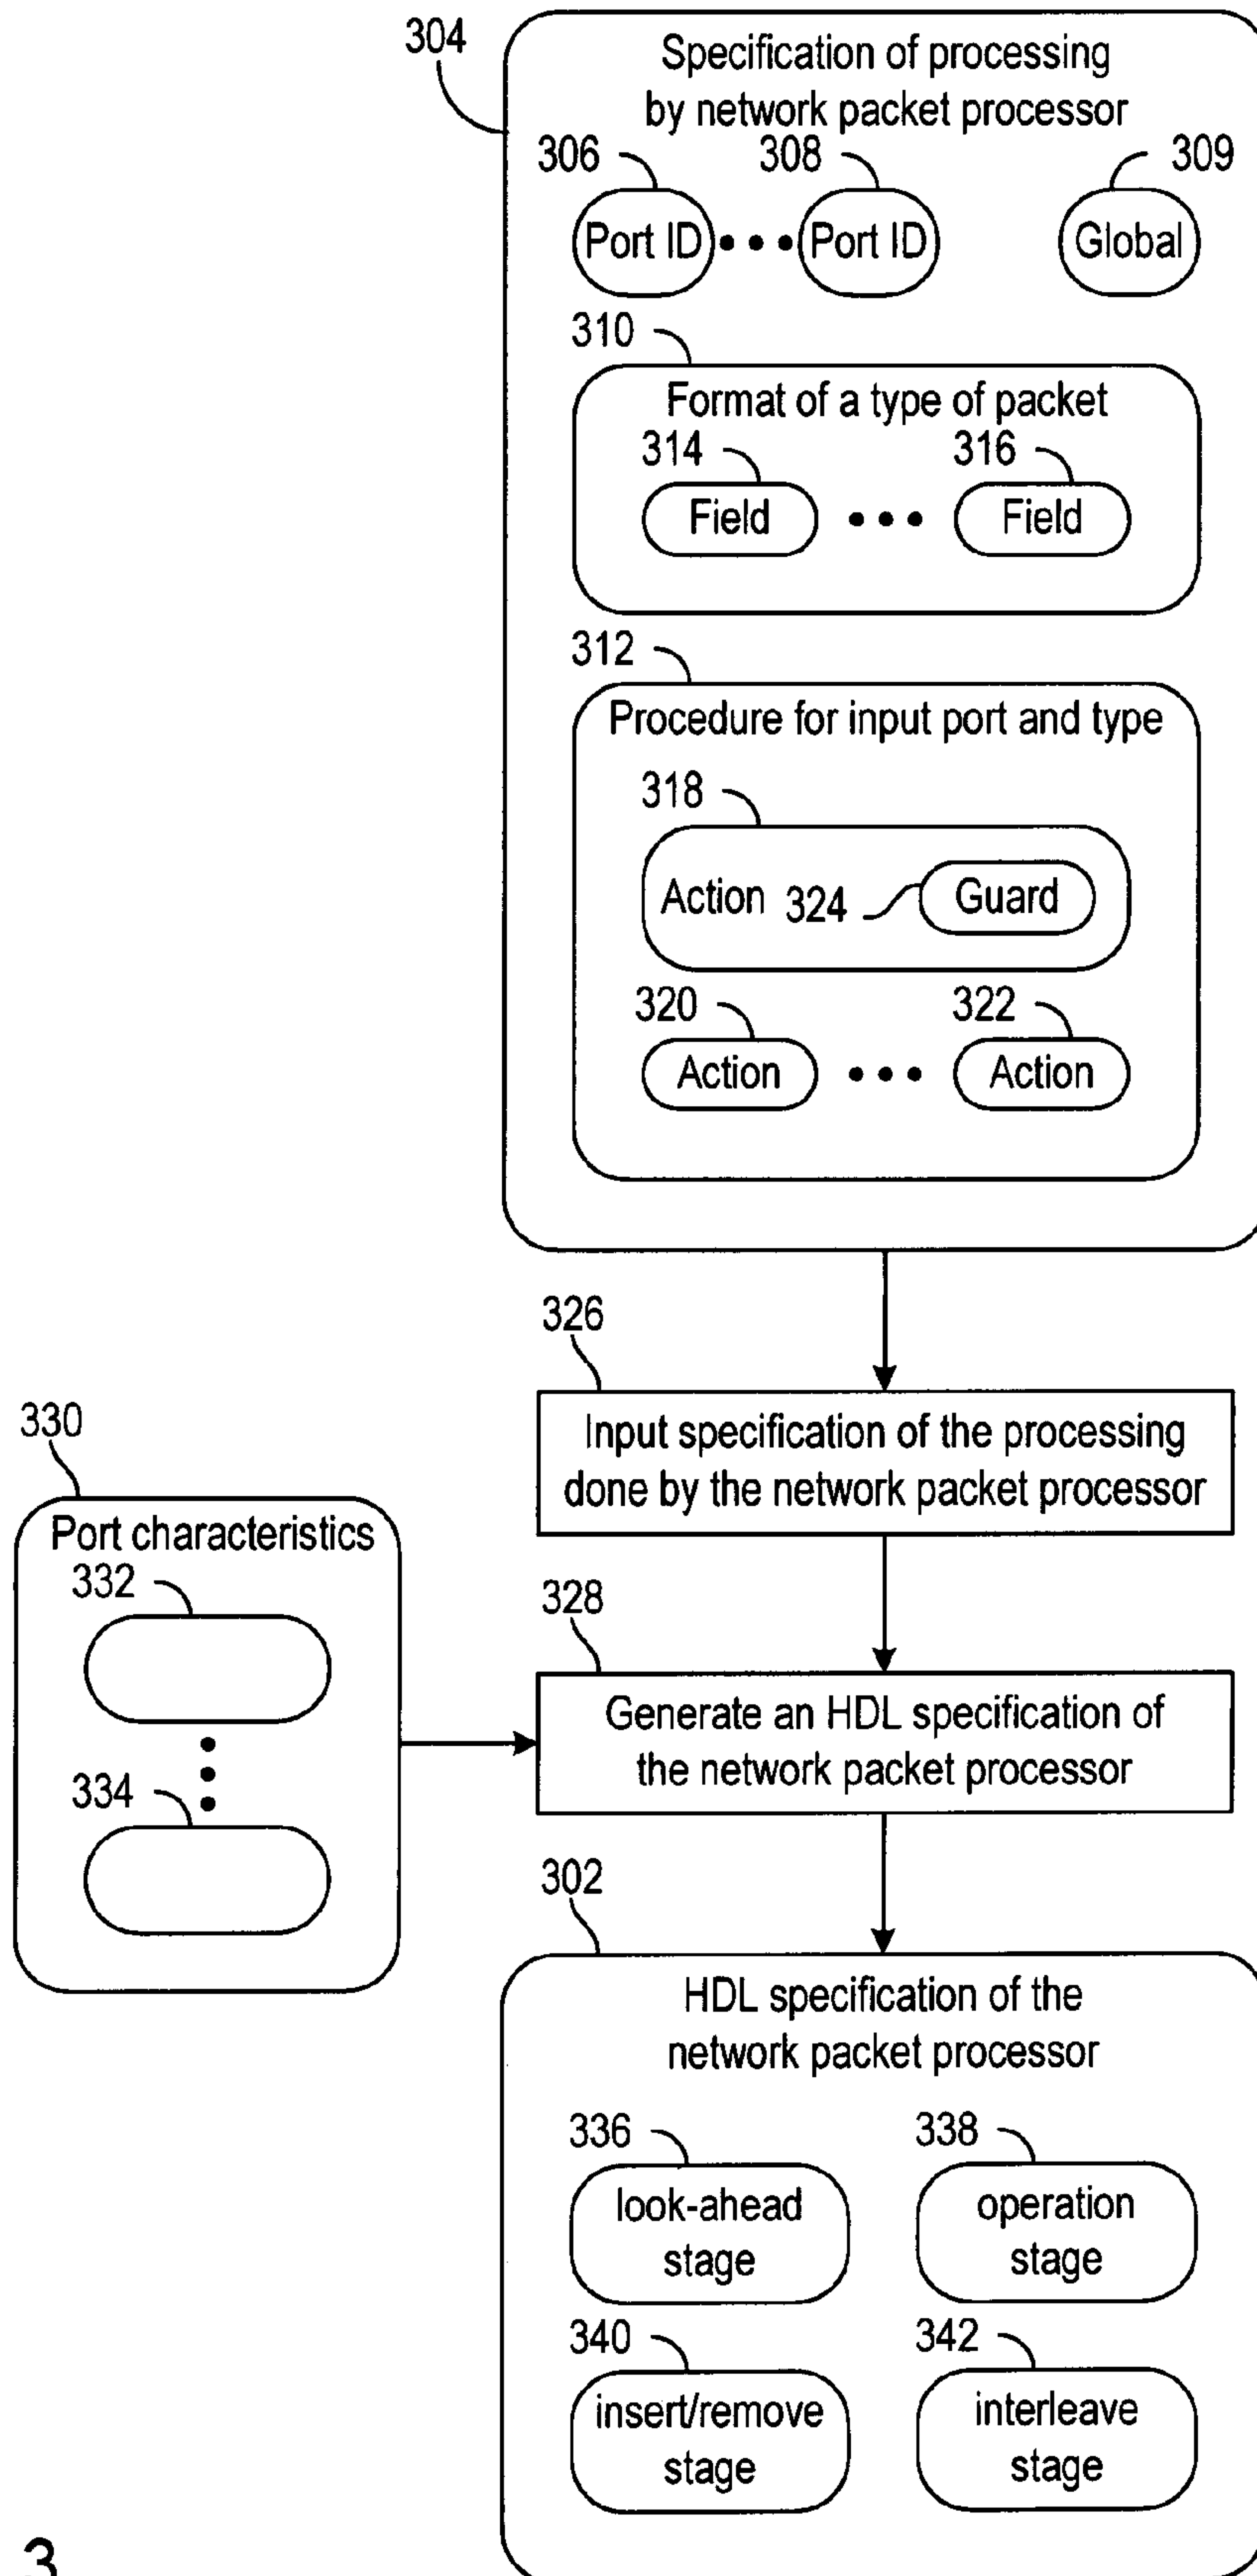 304
Specification of processing
by network packet processor
306
308
309
Port ID
Port ID
Global
310
Format of a type of packet
314
316
Field
Field
312
Procedure for input port and type
318
Action
324
Guard
320
322
Action
Action
326
Input specification of the processing
done by the network packet processor
330
Port characteristics
332
334
328
Generate an HDL specification of
the network packet processor
302
HDL specification of the
network packet processor
336
338
look-ahead
stage
operation
stage
340
342
insert/remove
stage
interleave
stage
3